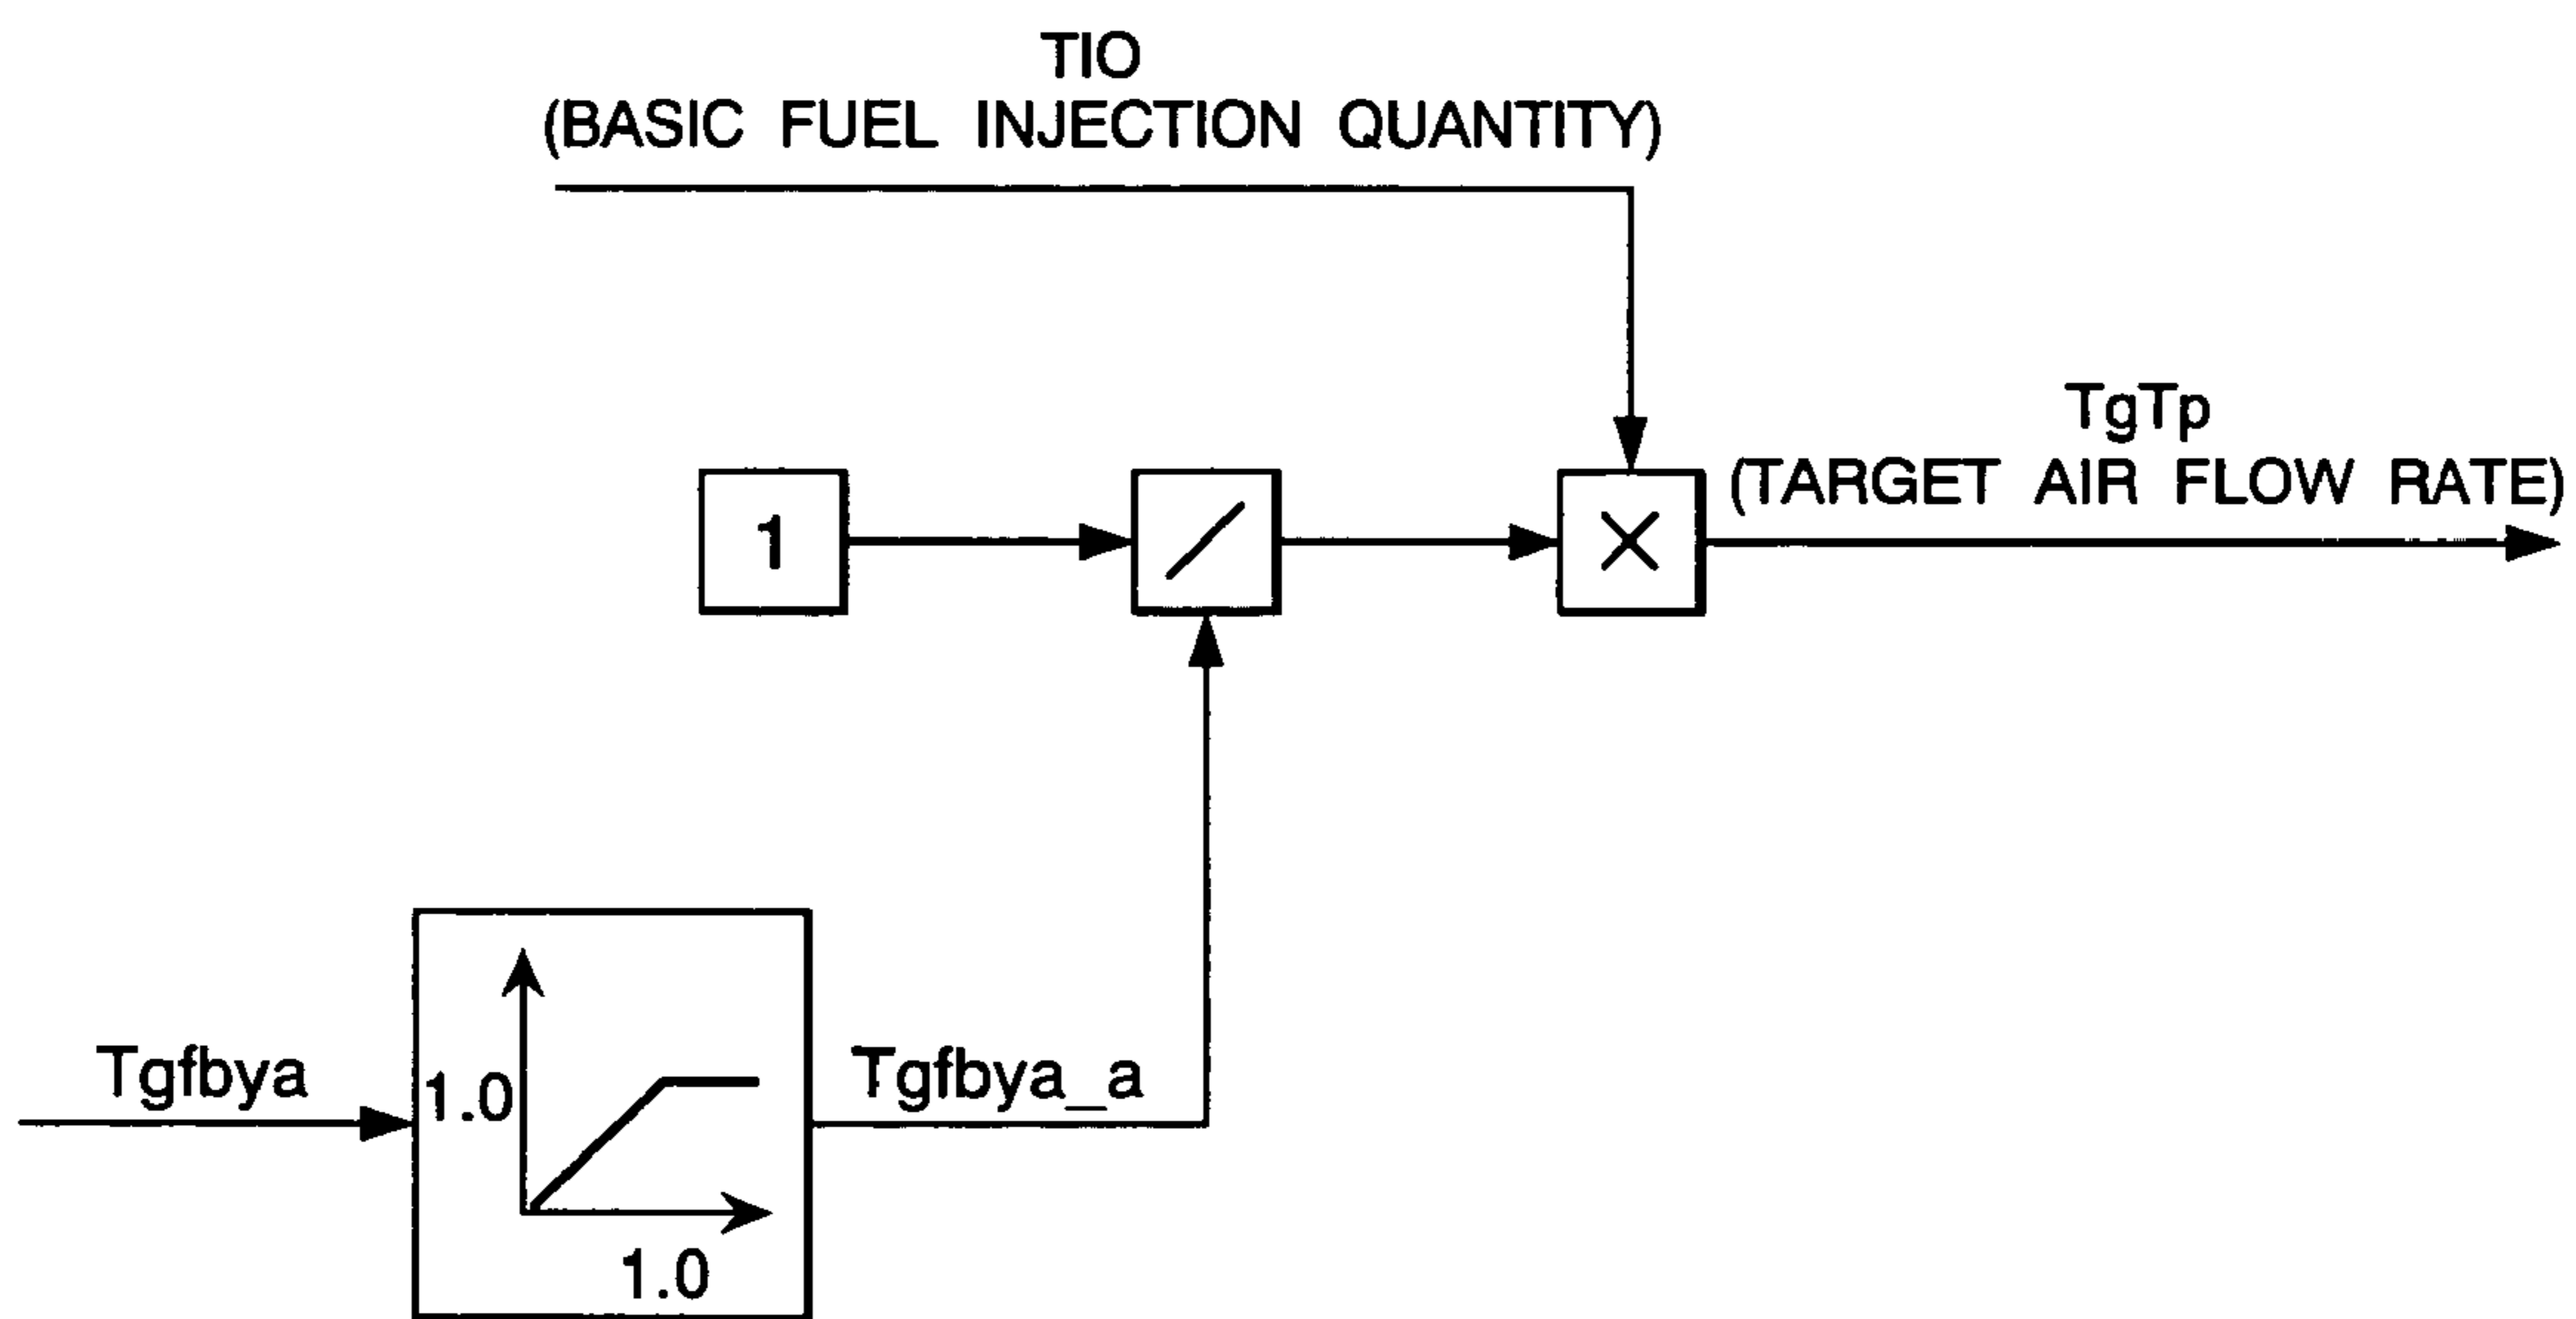 TIO
(BASIC FUEL INJECTION QUANTITY)
TgTp
(TARGET AIR FLOW RATE)
1
Tgfbya
1.0
1.0
Tgfbya_a